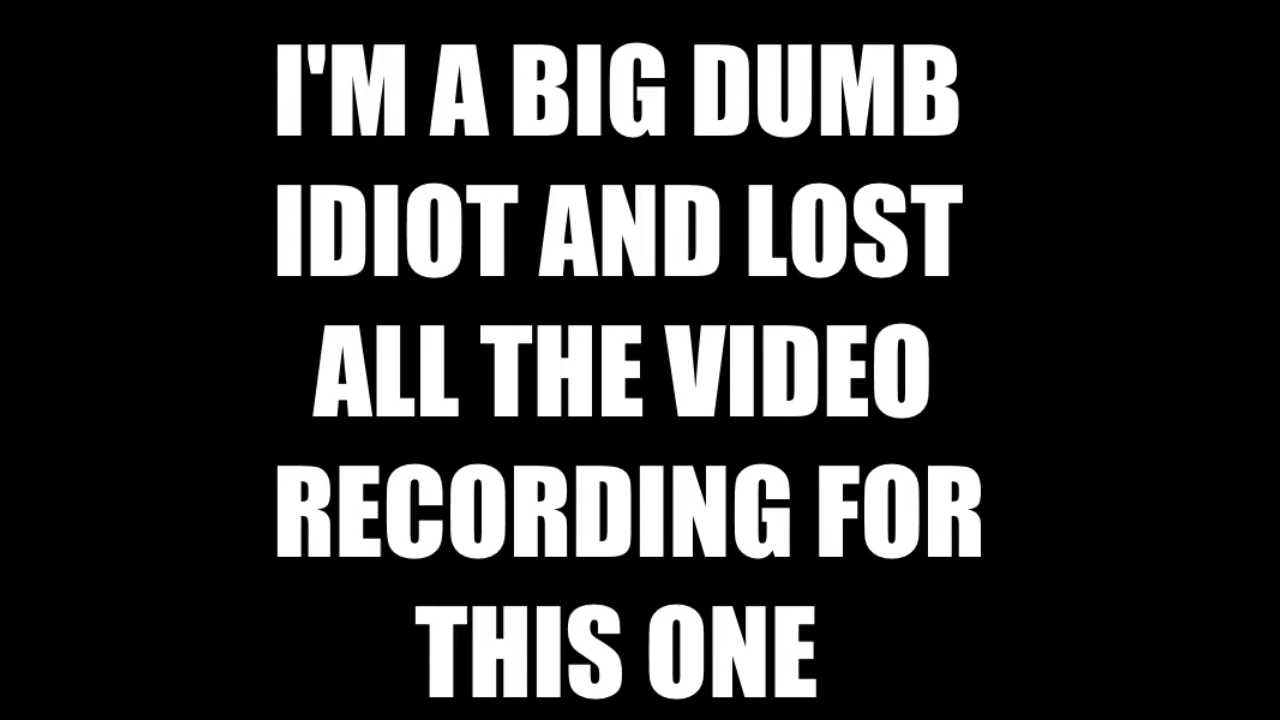 I'M A BIG DUMB
IDIOT AND LOST
ALL THE VIDEO
RECORDING FOR
THIS ONE